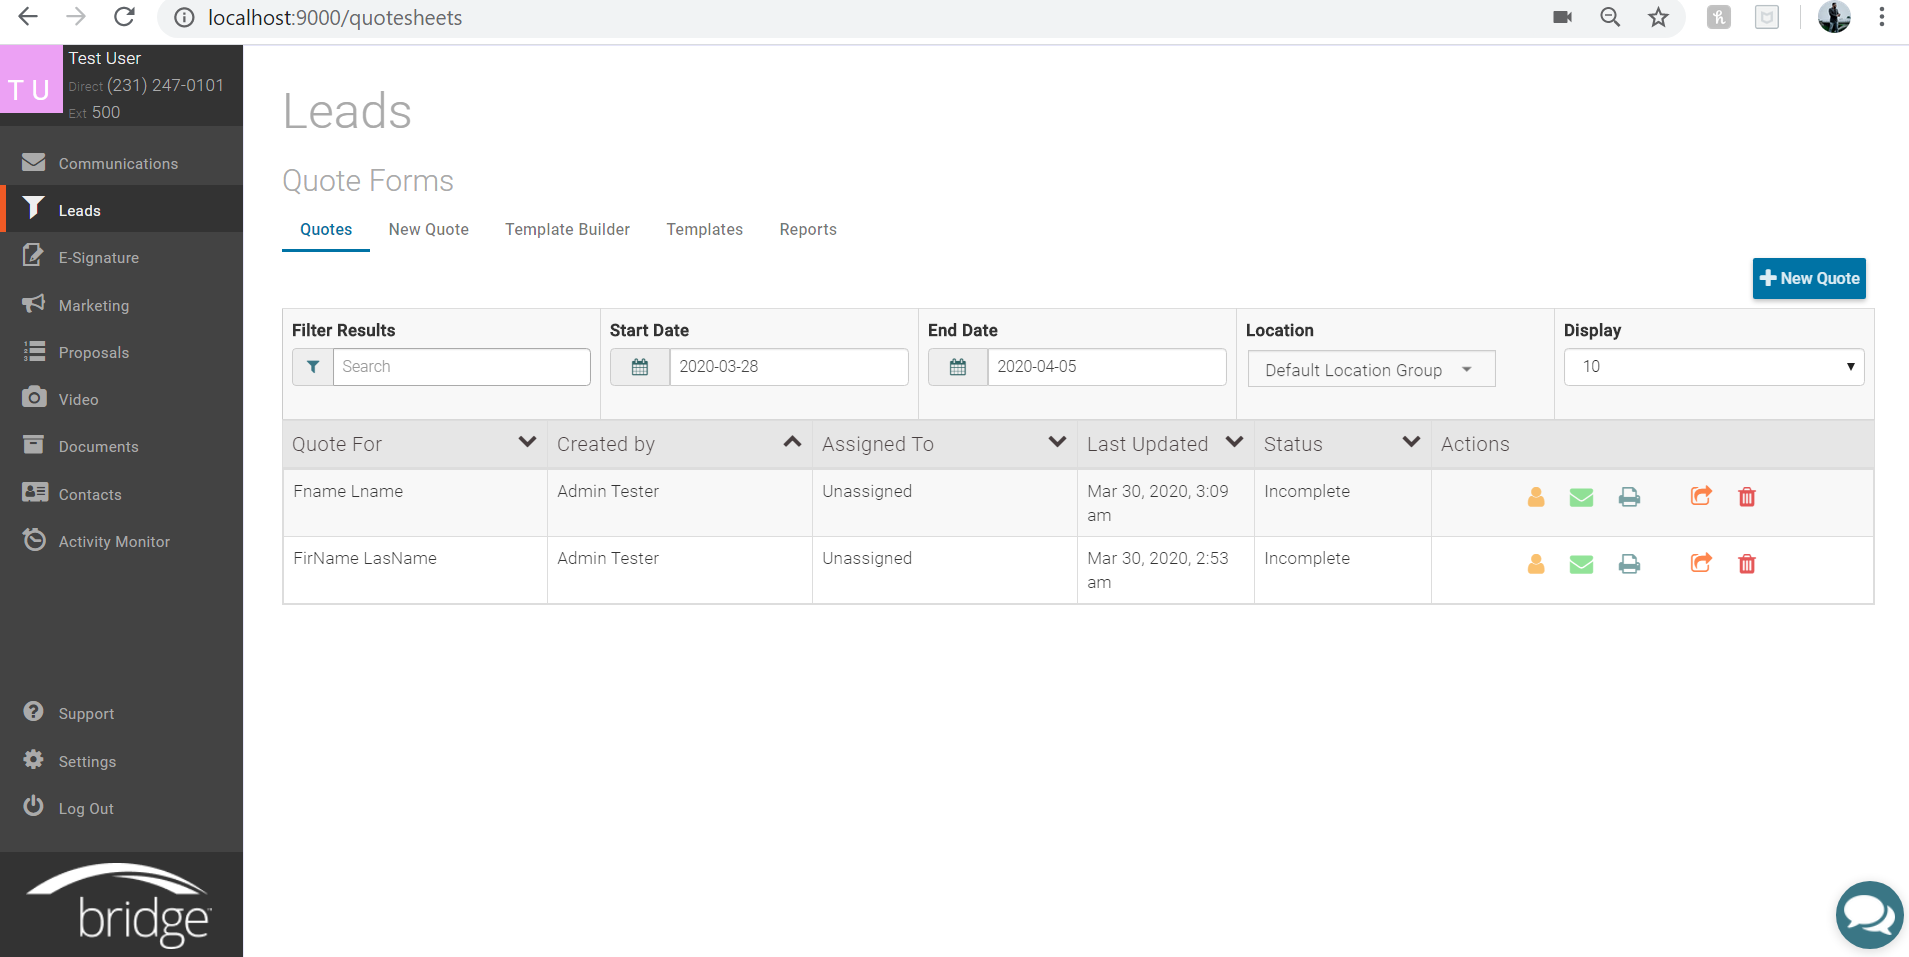 localhost:9000/quotesheets
T U
Test User
Direct (231) 247-0101
Ext 500
Communications
Leads
E-Signature
Marketing
Proposals
Video
Documents
Contacts
Activity Monitor
Support
Settings
Log Out
bridge
Leads
Quote Forms
Quotes New Quote Template Builder Templates Reports
New Quote
Filter Results Start Date End Date Location Display
Search 2020-03-28 2020-04-05 Default Location Group 10
Quote For Created by Assigned To Last Updated Status Actions
Fname Lname Admin Tester Unassigned Mar 30, 2020, 3:09 Incomplete
am
FirName LasName Admin Tester Unassigned Mar 30, 2020, 2:53 Incomplete
am